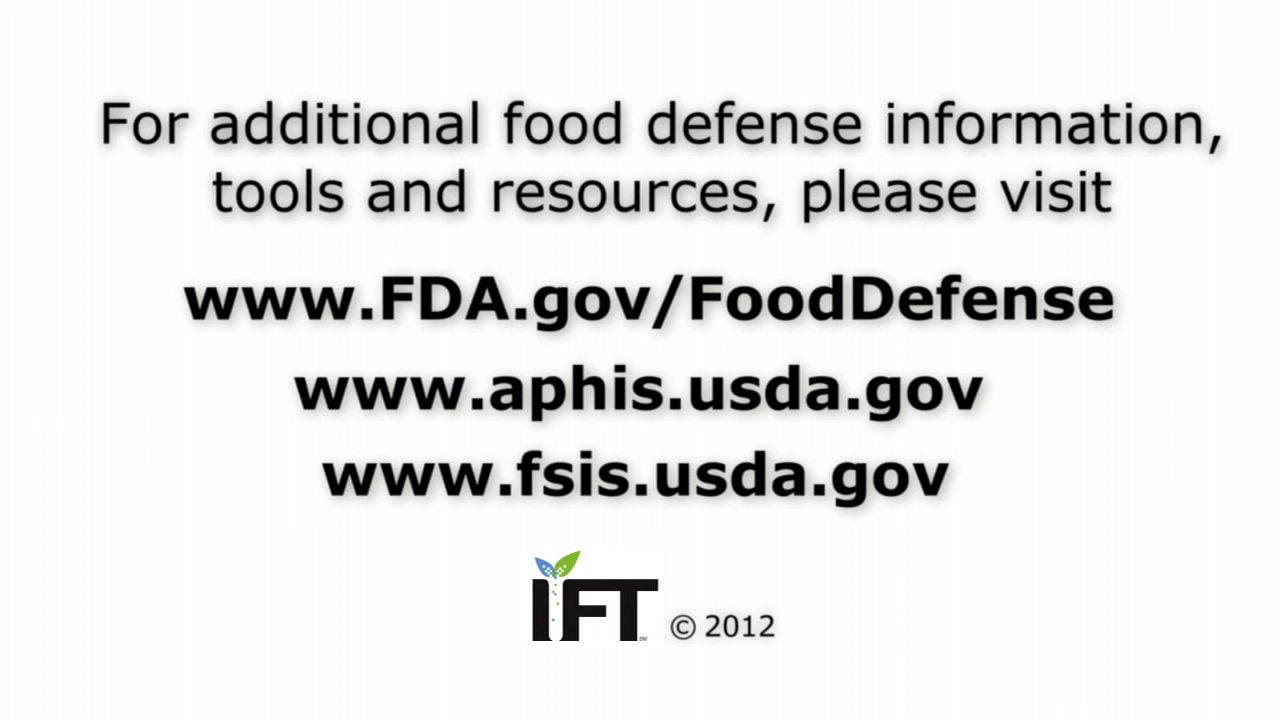 For additional food defense information,
tools and resources, please visit
www.FDA.gov/FoodDefense
www.aphis.usda.gov
www.fsis.usda.gov
IFT SM © 2012